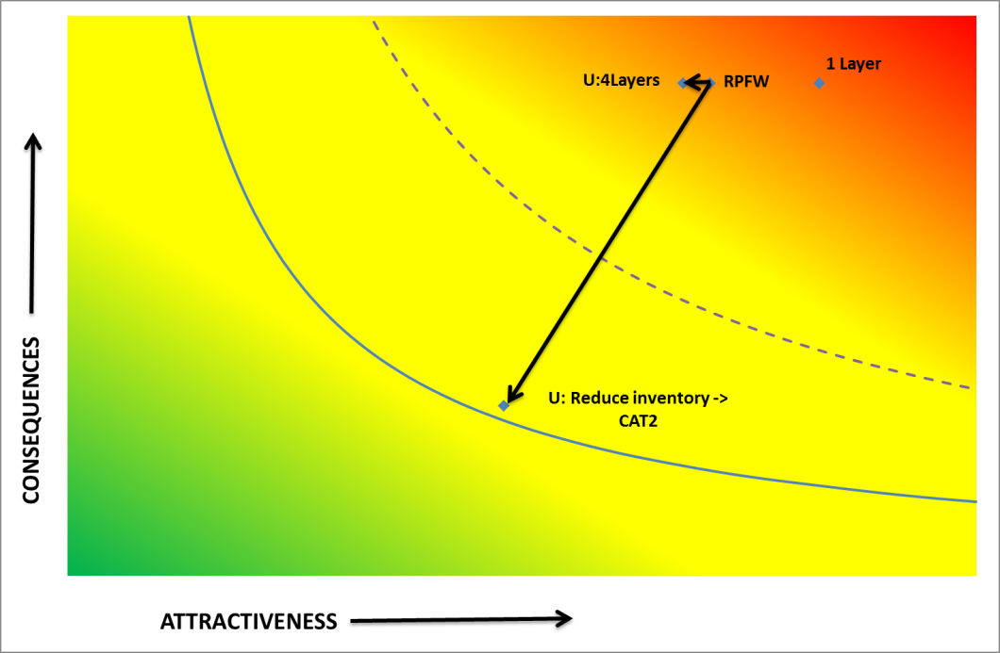 1 Layer
U:4Layers
RPFW
CONSEQUENCES
U: Reduce inventory ->
CAT2
ATTRACTIVENESS